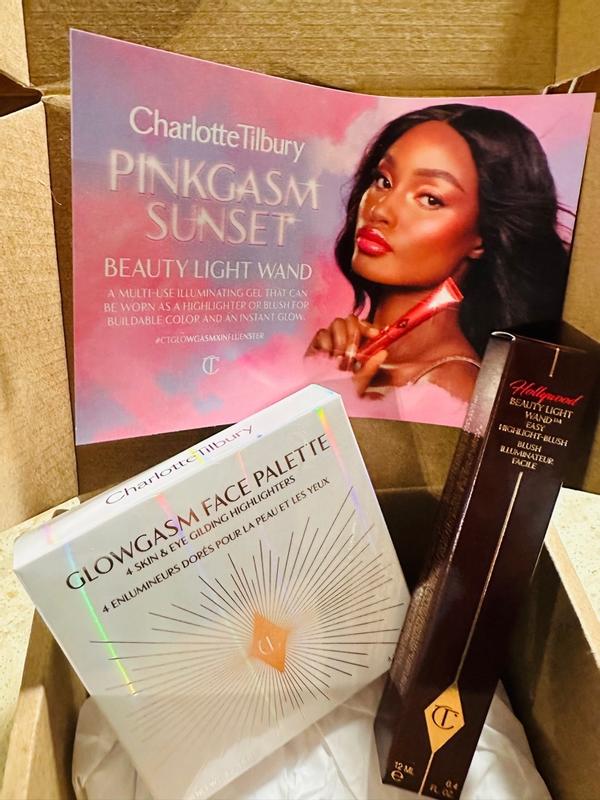 CharlotteTilbury
PINKGASM
SUNSET
BEAUTY LIGHT WAND
A MULTI-USE ILLUMINATING GEL THAT CAN
BE WORN AS A HIGHLIGHTER OR BLUSH FOR
BUILDABLE COLOR AND AN INSTANT GLOW.
#CTGLOWGASMXINFLUENSTER
CT
Hollywood
BEAUTY LIGHT
WAND™
EASY
HIGHLIGHT-BLUSH
BLUSH
ILLUMINATEUR
FACILE
CT
12 ML
e
0.4
FL. OZ
CharlotteTilbury
GLOWGASM FACE PALETTE
4 SKIN & EYE GILDING HIGHLIGHTERS
4 ENLUMINEURS DORÉS POUR LA PEAU ET LES YEUX
CT